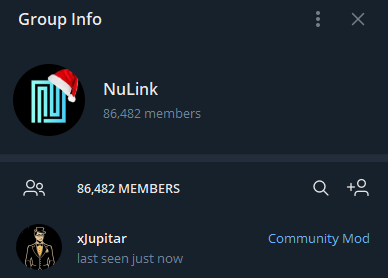 Group Info
NuLink
86,482 members
86,482 MEMBERS
xJupitar
Community Mod
last seen just now